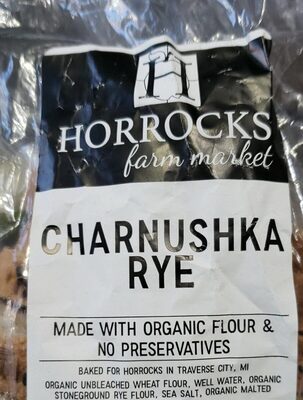 H
HORROCKS
farm market
CHARNUSHKA
RYE
MADE WITH ORGANIC FLOUR &
NO PRESERVATIVES
BAKED FOR HORROCKS IN TRAVERSE CITY, MI
ORGANIC UNBLEACHED WHEAT FLOUR, WELL WATER, ORGANIC
STONEGROUND RYE FLOUR, SEA SALT, ORGANIC MALTED